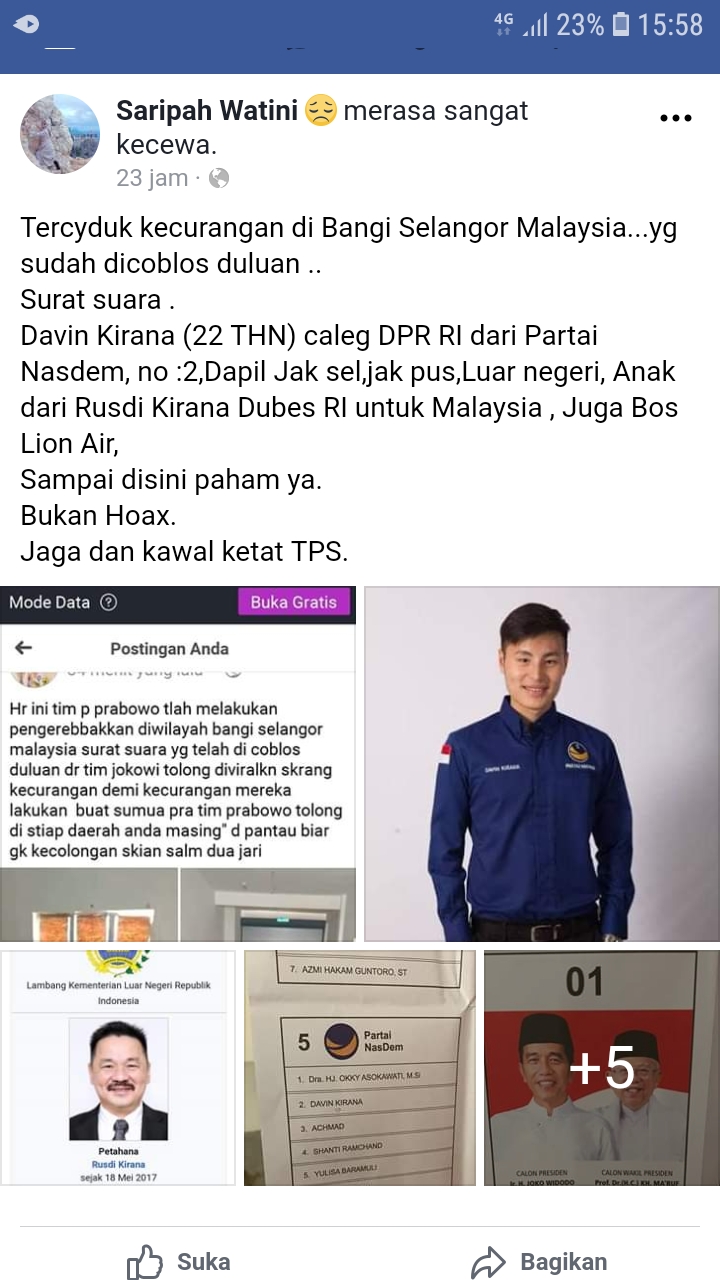 4G 23% 15:58
Saripah Watini merasa sangat
kecewa.
23 jam ·
Tercyduk kecurangan di Bangi Selangor Malaysia...yg
sudah dicoblos duluan ..
Surat suara .
Davin Kirana (22 THN) caleg DPR RI dari Partai
Nasdem, no :2,Dapil Jak sel,jak pus,Luar negeri, Anak
dari Rusdi Kirana Dubes RI untuk Malaysia , Juga Bos
Lion Air,
Sampai disini paham ya.
Bukan Hoax.
Jaga dan kawal ketat TPS.
Mode Data ? Buka Gratis
Postingan Anda
Hr ini tim p prabowo tlah melakukan
pengerebbakkan diwilayah bangi selangor
malaysia surat suara yg telah di coblos
duluan dr tim jokowi tolong diviralkn skrang
kecurangan demi kecurangan mereka
lakukan buat sumua pra tim prabowo tolong
di stiap daerah anda masing" d pantau biar
gk kecolongan skian salm dua jari
DAVIN KIRANA
Lambang Kementerian Luar Negeri Republik
Indonesia
Petahana
Rusdi Kirana
sejak 18 Mei 2017
7. AZMI HAKAM GUNTORO, ST
5 Partai
NasDem
1. Dra. HJ. OKKY ASOKAWATI, M.Si
2. DAVIN KIRANA
3. ACHMAD
4. SHANTI RAMCHAND
5. YULISA BARAMULI
01
+5
CALON PRESIDEN CALON WAKIL PRESIDEN
Ir. H. JOKO WIDODO Prof. Dr.(H.C.) KH. MA'RUF
Suka Bagikan